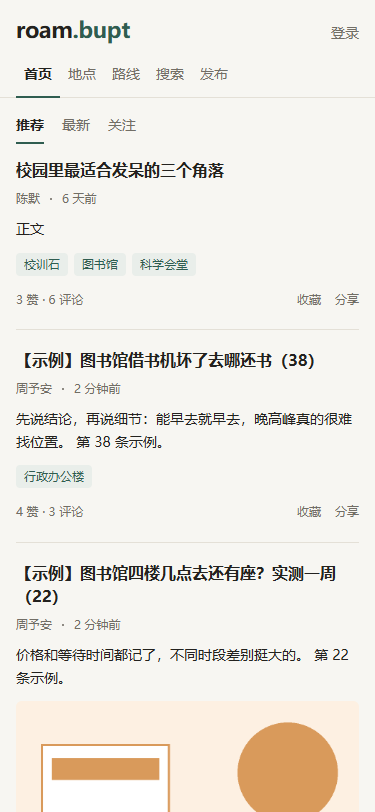 roam.bupt
登录
首页 地点 路线 搜索 发布
推荐 最新 关注
校园里最适合发呆的三个角落
陈默 · 6 天前
正文
校训石 图书馆 科学会堂
3 赞 · 6 评论 收藏 分享
【示例】图书馆借书机坏了去哪还书（38）
周予安 · 2 分钟前
先说结论，再说细节：能早去就早去，晚高峰真的很难
找位置。 第 38 条示例。
行政办公楼
4 赞 · 3 评论 收藏 分享
【示例】图书馆四楼几点去还有座？实测一周
（22）
周予安 · 2 分钟前
价格和等待时间都记了，不同时段差别挺大的。 第 22
条示例。